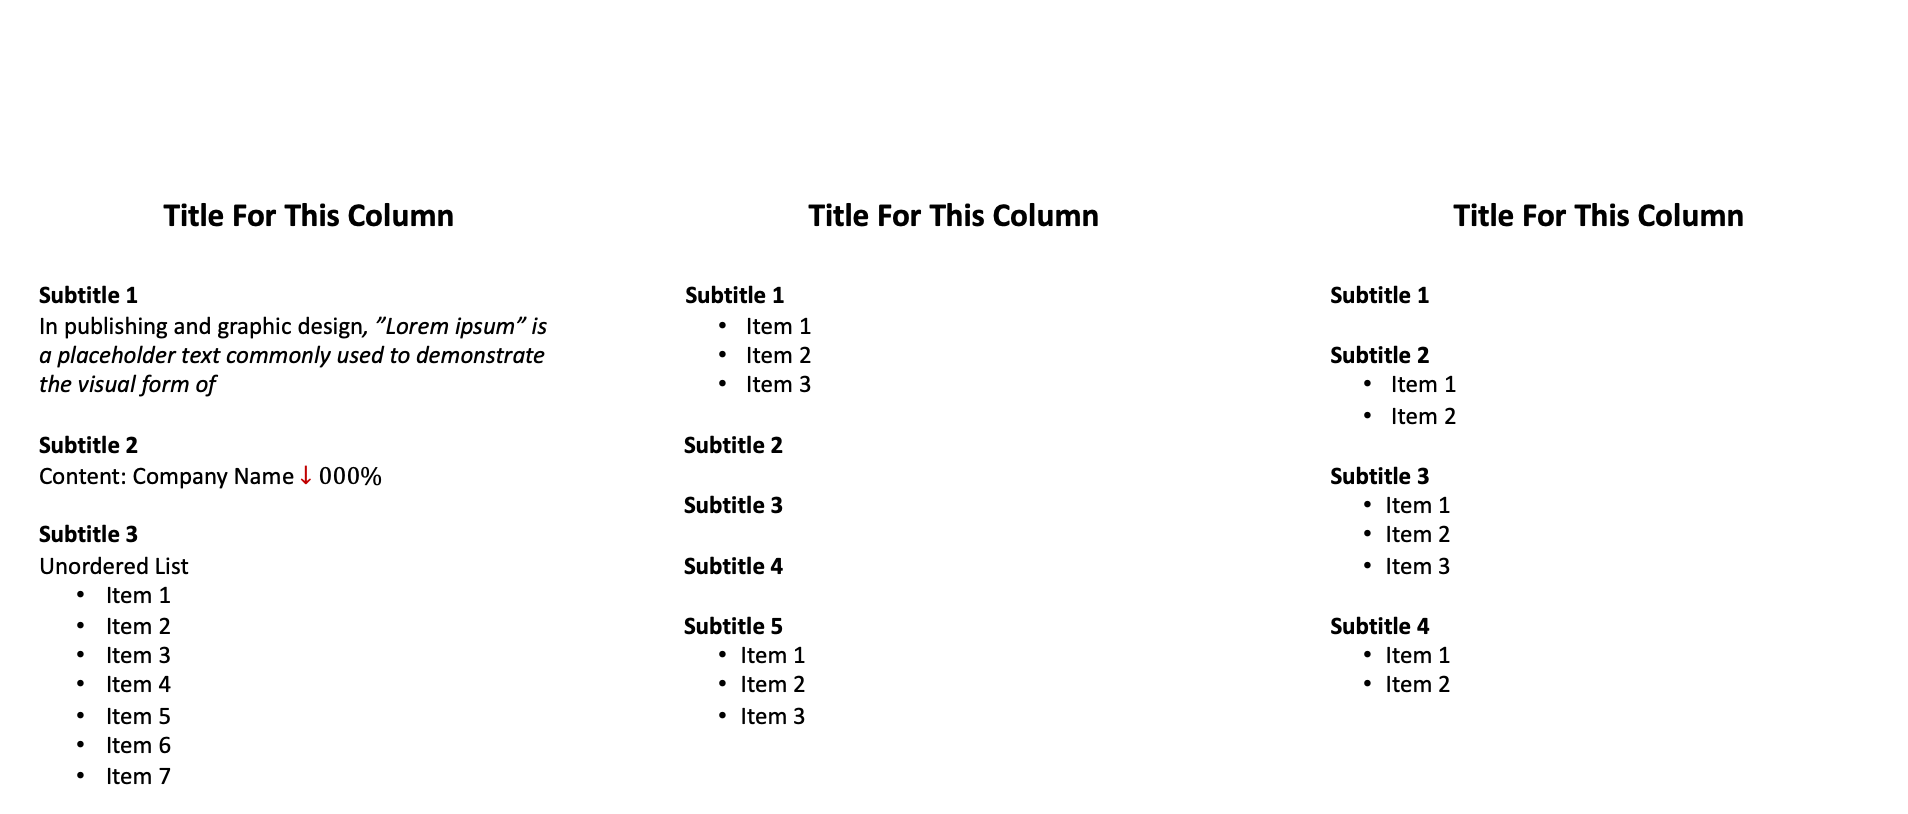 Title For This Column
Subtitle 1
In publishing and graphic design, ”Lorem ipsum” is
a placeholder text commonly used to demonstrate
the visual form of
Subtitle 2
Content: Company Name ↓ 000%
Subtitle 3
Unordered List
• Item 1
• Item 2
• Item 3
• Item 4
• Item 5
• Item 6
• Item 7
Title For This Column
Subtitle 1
• Item 1
• Item 2
• Item 3
Subtitle 2
Subtitle 3
Subtitle 4
Subtitle 5
• Item 1
• Item 2
• Item 3
Title For This Column
Subtitle 1
Subtitle 2
• Item 1
• Item 2
Subtitle 3
• Item 1
• Item 2
• Item 3
Subtitle 4
• Item 1
• Item 2